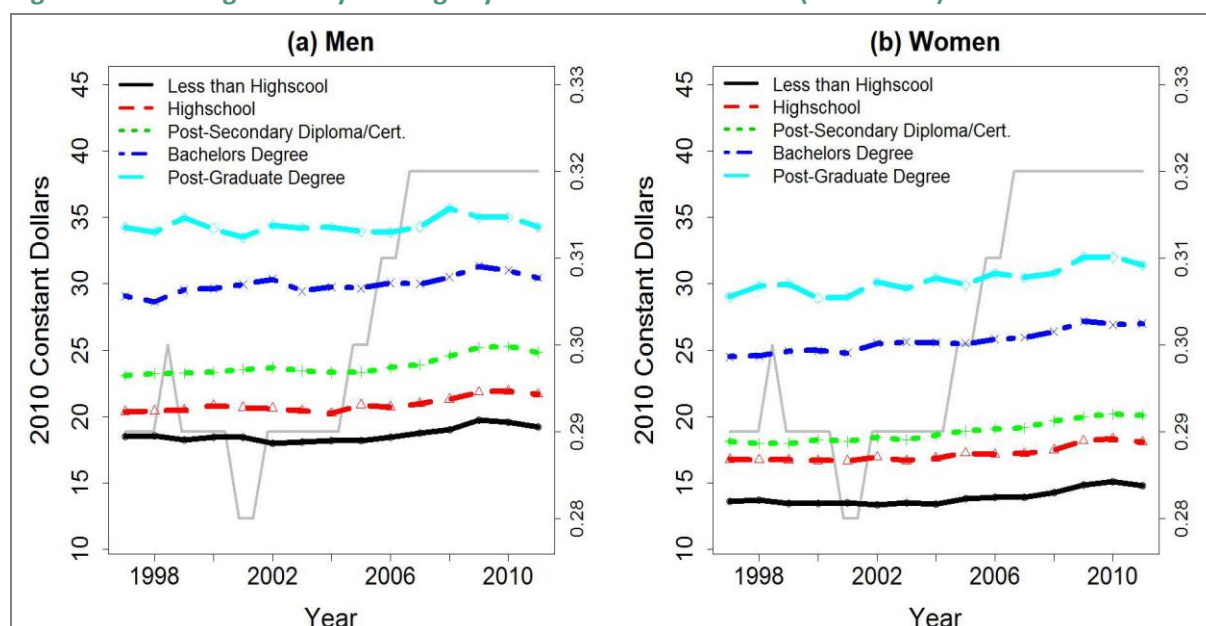 (a) Men
Less than Highscool
Highschool
Post-Secondary Diploma/Cert.
Bachelors Degree
Post-Graduate Degree
2010 Constant Dollars
45
40
35
30
25
20
15
10
0.33
0.32
0.31
0.30
0.29
0.28
1998
2002
2006
2010
Year
(b) Women
Less than Highscool
Highschool
Post-Secondary Diploma/Cert.
Bachelors Degree
Post-Graduate Degree
2010 Constant Dollars
45
40
35
30
25
20
15
10
0.33
0.32
0.31
0.30
0.29
0.28
1998
2002
2006
2010
Year